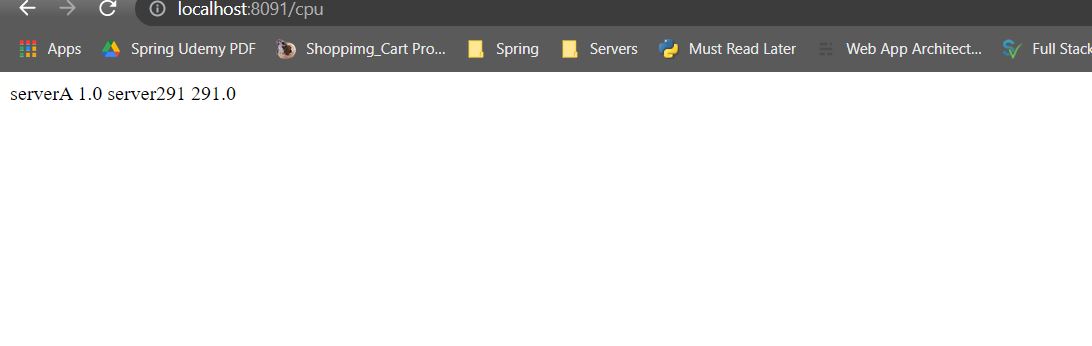 localhost:8091/cpu
Apps Spring Udemy PDF Shoppimg_Cart Pro... Spring Servers Must Read Later Web App Architect... Full Stack
serverA 1.0 server291 291.0